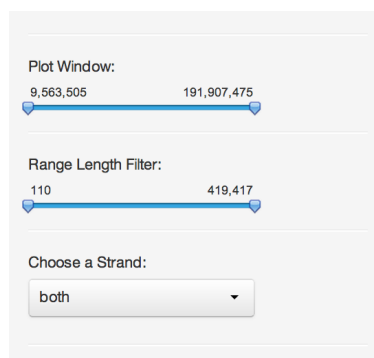 Plot Window:
9,563,505 191,907,475
Range Length Filter:
110 419,417
Choose a Strand:
both